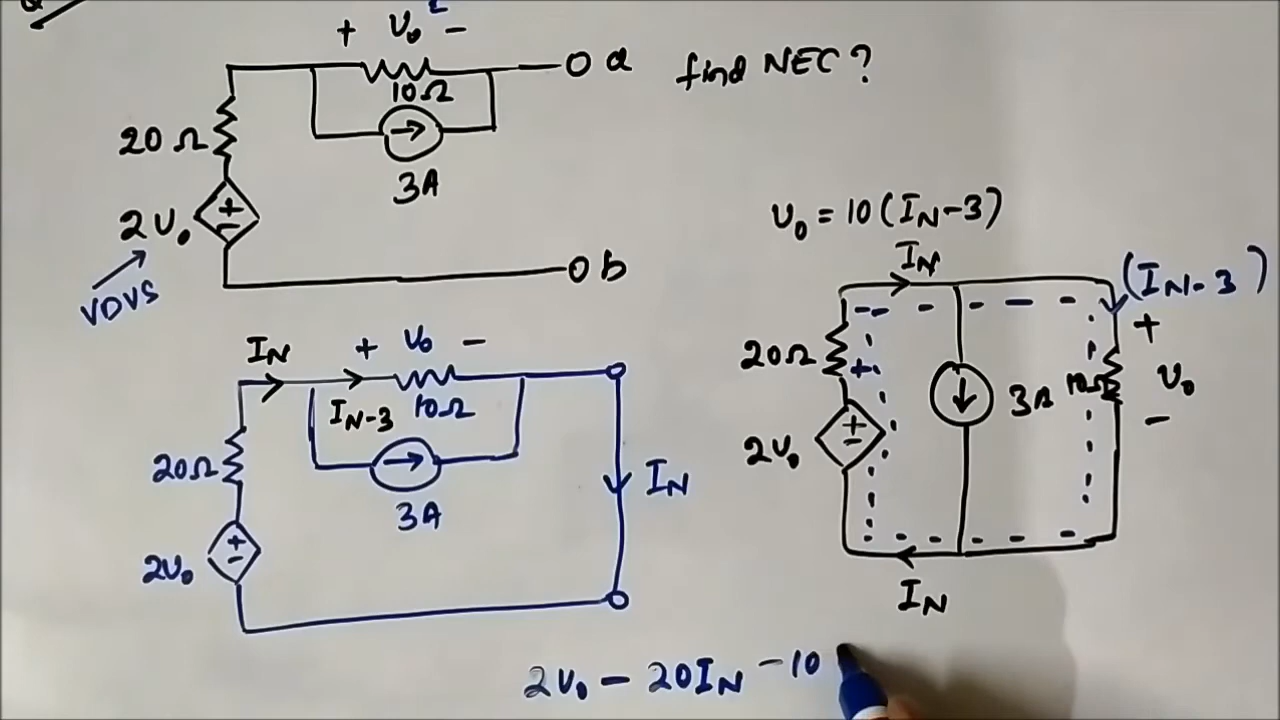 + V₀ -
10Ω
a
find NEC?
20Ω
3A
+
-
2V₀
VDVS
b
V₀ = 10(I_N-3)
I_N
(I_N-3)
I_N
+ V₀ -
I_N-3
10Ω
20Ω
3A
I_N
+
-
2V₀
20Ω
+
+
-
2V₀
3A
10Ω
+
V₀
-
I_N
2V₀ - 20I_N - 10